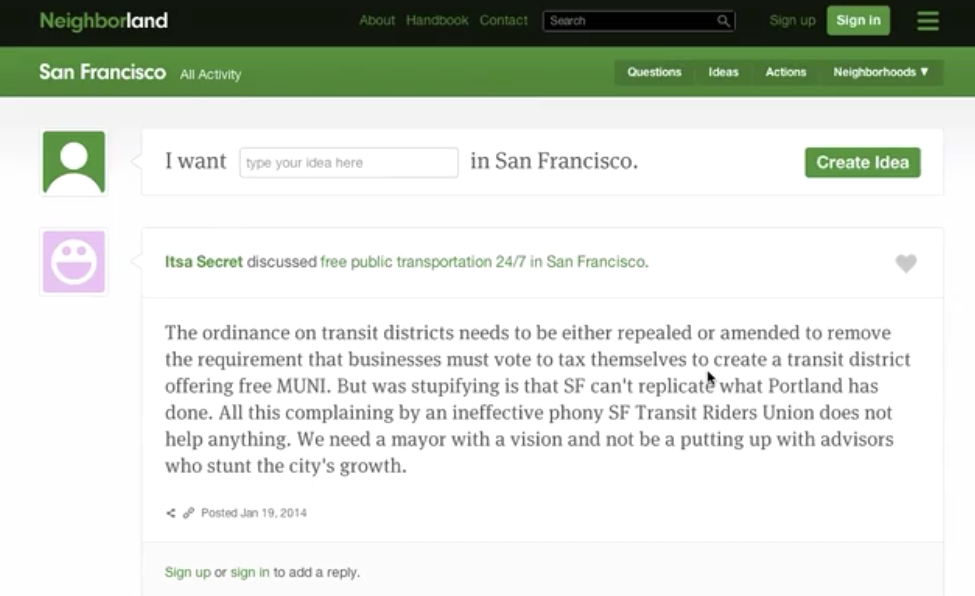 Neighborland About Handbook Contact Search Sign up Sign in
San Francisco All Activity Questions Ideas Actions Neighborhoods ▼
I want type your idea here in San Francisco. Create Idea
Itsa Secret discussed free public transportation 24/7 in San Francisco.
The ordinance on transit districts needs to be either repealed or amended to remove
the requirement that businesses must vote to tax themselves to create a transit district
offering free MUNI. But was stupifying is that SF can't replicate what Portland has
done. All this complaining by an ineffective phony SF Transit Riders Union does not
help anything. We need a mayor with a vision and not be a putting up with advisors
who stunt the city's growth.
Posted Jan 19, 2014
Sign up or sign in to add a reply.